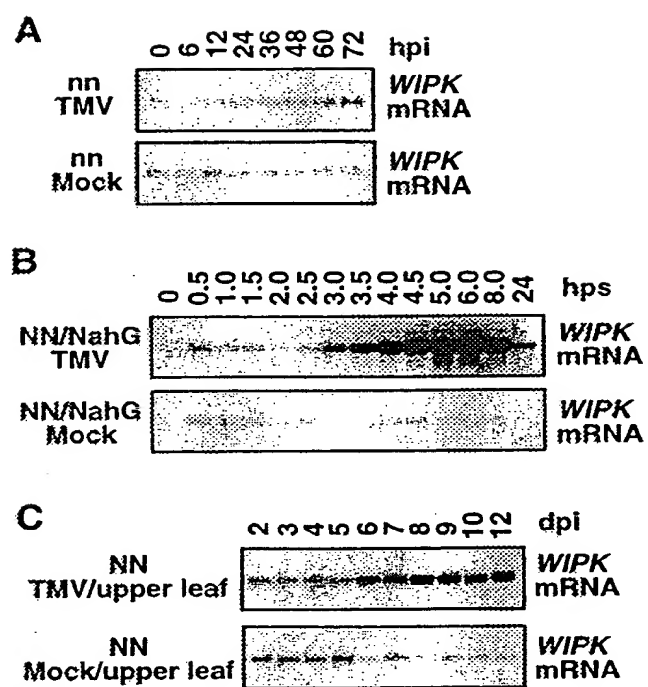 A
0 6 12 24 36 48 60 72 hpi
nn
TMV
WIPK
mRNA
nn
Mock
WIPK
mRNA
B
0 0.5 1.0 1.5 2.0 2.5 3.0 3.5 4.0 4.5 5.0 6.0 8.0 24 hps
NN/NahG
TMV
WIPK
mRNA
NN/NahG
Mock
WIPK
mRNA
C
2 3 4 5 6 7 8 9 10 12 dpi
NN
TMV/upper leaf
WIPK
mRNA
NN
Mock/upper leaf
WIPK
mRNA